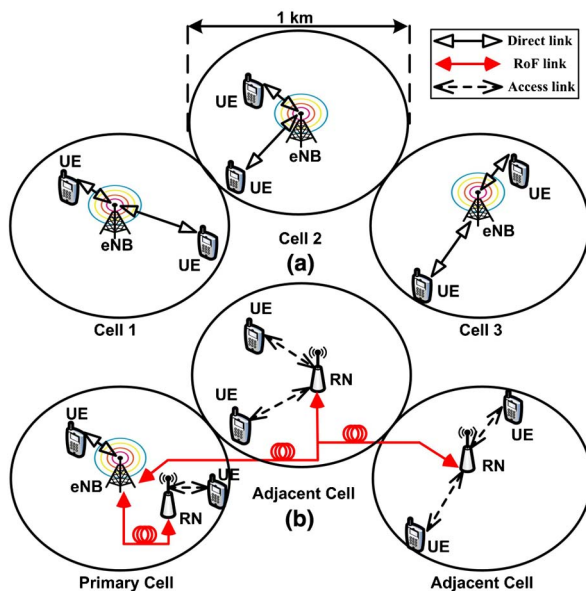 1 km
Direct link
RoF link
Access link
UE
eNB
UE
UE
eNB
UE
Cell 2
(a)
UE
eNB
UE
Cell 1
Cell 3
UE
RN
UE
Adjacent Cell
(b)
UE
eNB
UE
RN
UE
RN
UE
Primary Cell
Adjacent Cell